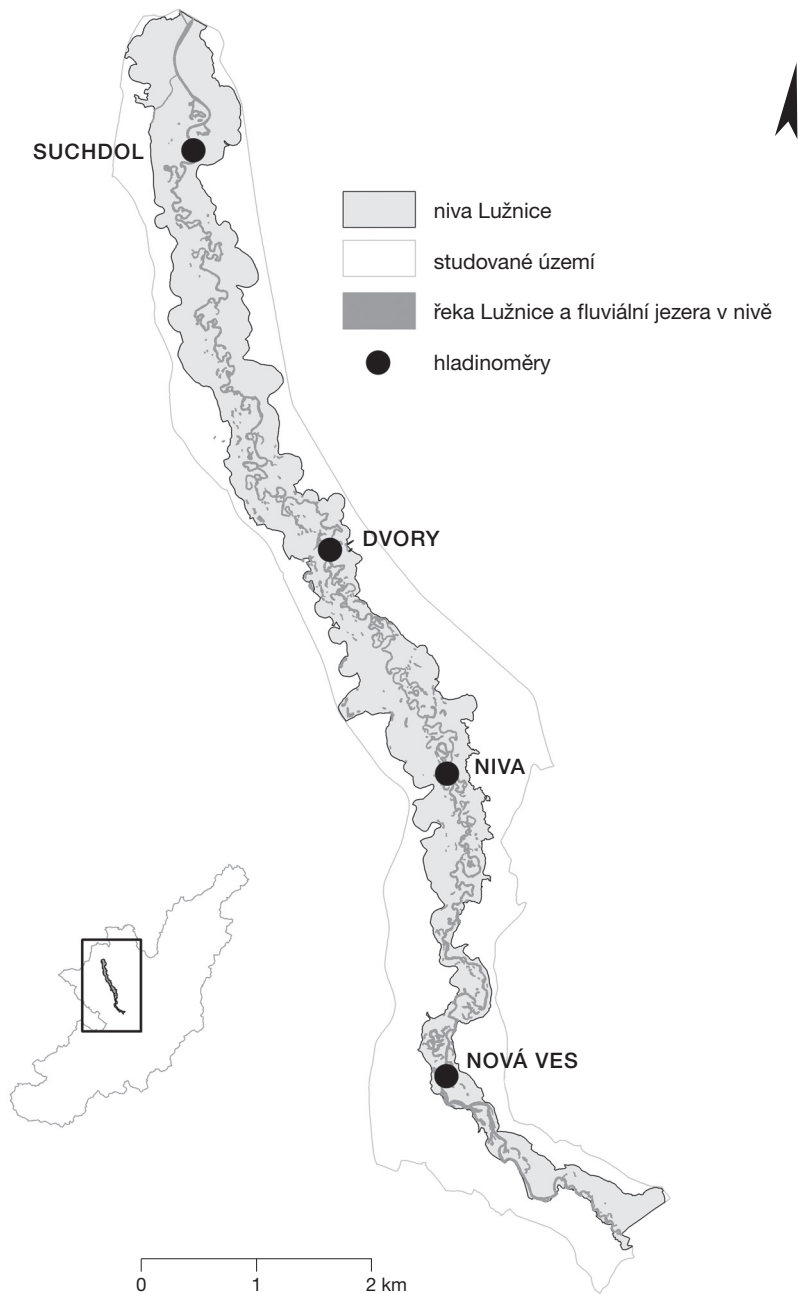 SUCHDOL
niva Lužnice
studované území
řeka Lužnice a fluviální jezera v nivě
hladinoměry
DVORY
NIVA
NOVÁ VES
0 1 2 km